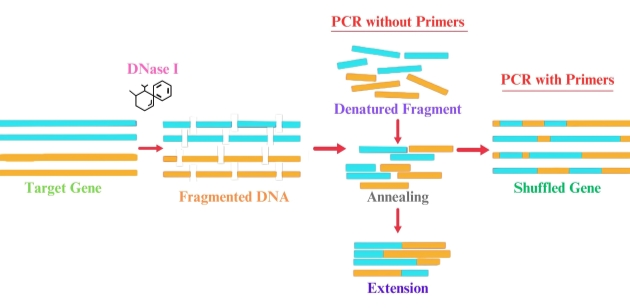 PCR without Primers
DNase I
PCR with Primers
Denatured Fragment
Target Gene
Fragmented DNA
Annealing
Shuffled Gene
Extension